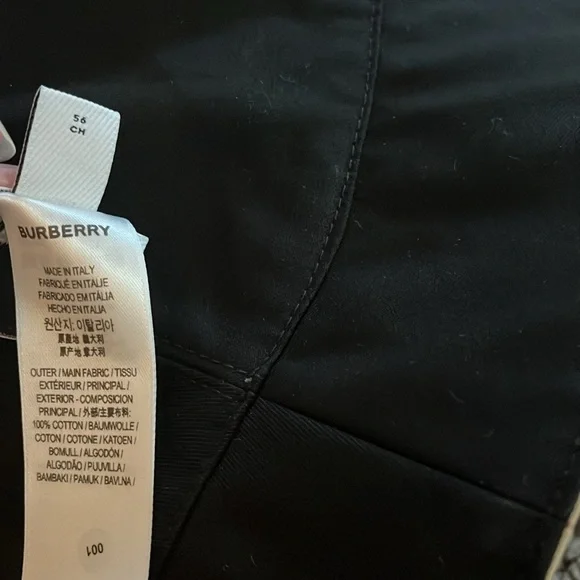 56
CH
BURBERRY
MADE IN ITALY
FABRIQUÉ EN ITALIE
FABRICADO EM ITÁLIA
HECHO EN ITALIA
원산지: 이탈리아
原產地 義大利
原产地 意大利
OUTER / MAIN FABRIC / TISSU
EXTÉRIEUR / PRINCIPAL /
EXTERIOR - COMPOSICION
PRINCIPAL / 外部/主要布料:
100% COTTON / BAUMWOLLE /
COTON / COTONE / KATOEN /
BOMULL / ALGODÓN /
ALGODÃO / PUUVILLA /
BAMBAKI / PAMUK / BAVLNA /
001